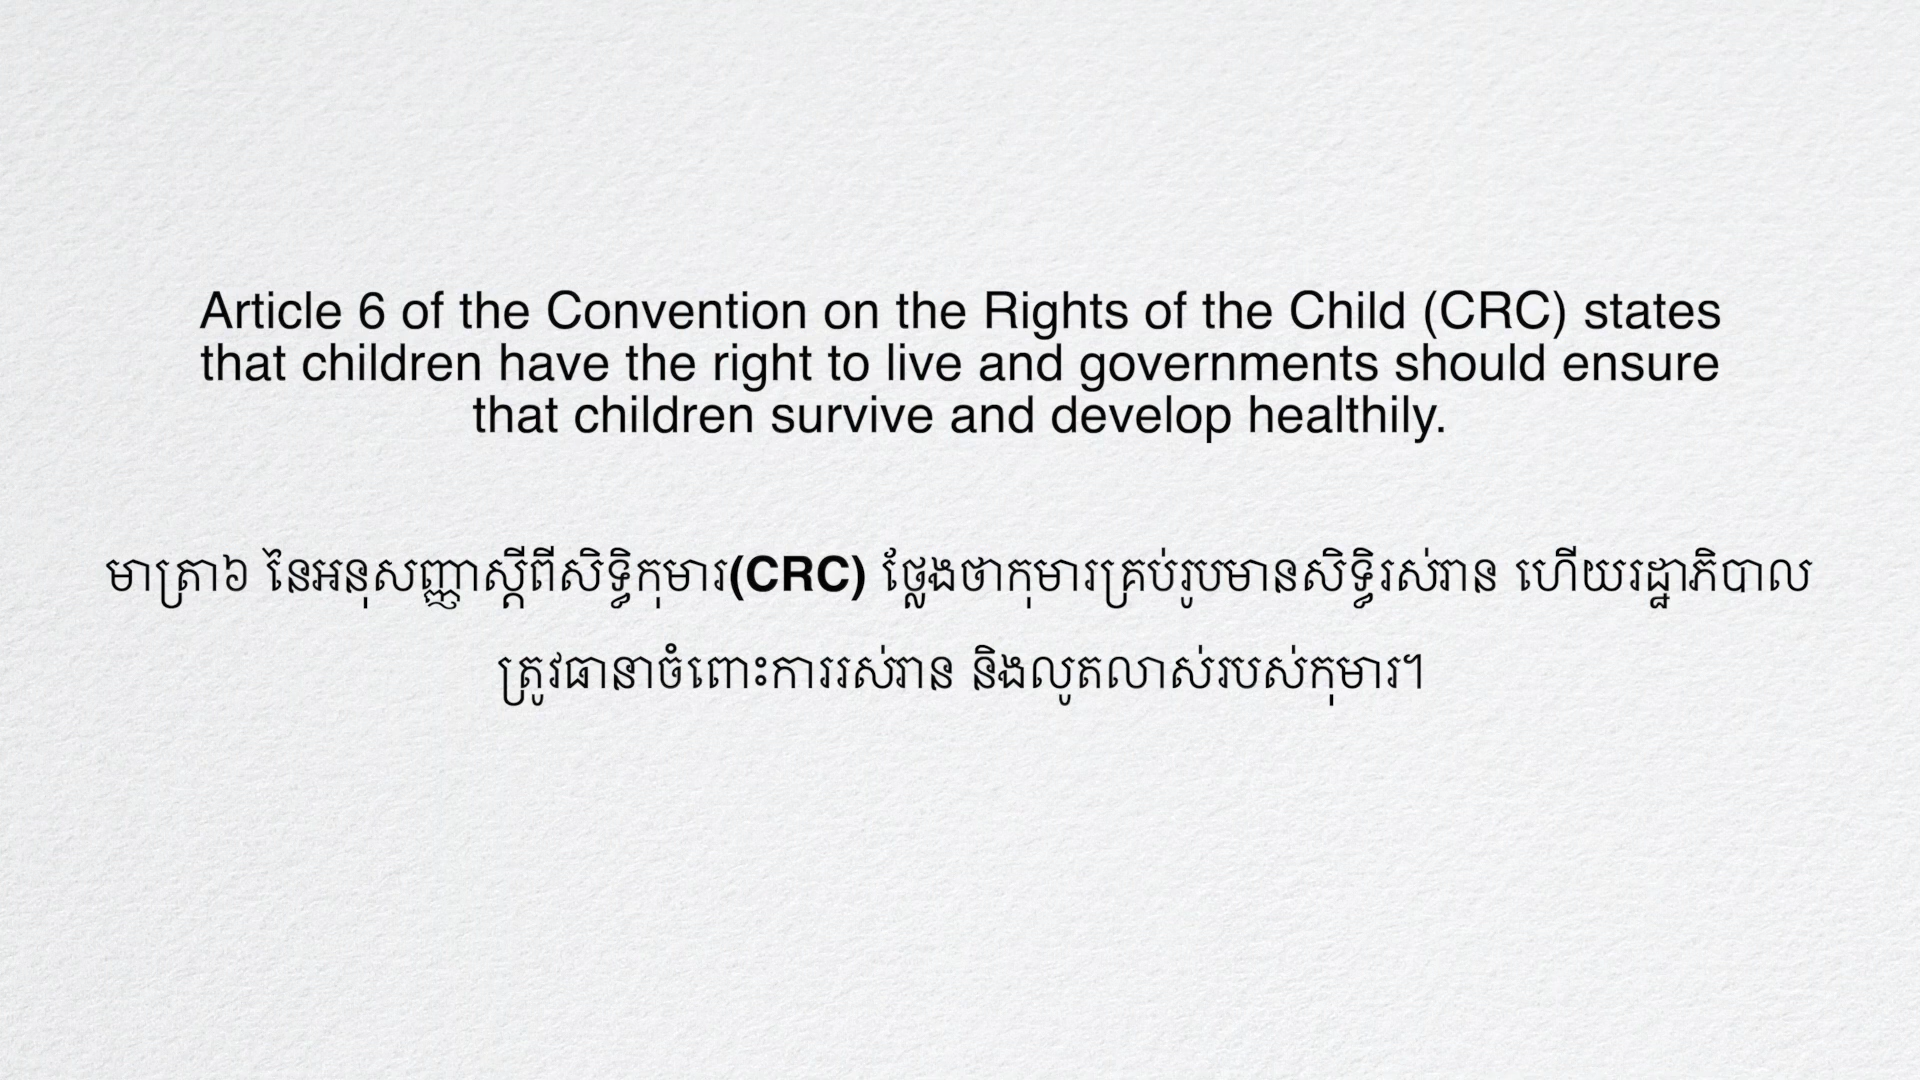 Article 6 of the Convention on the Rights of the Child (CRC) states
that children have the right to live and governments should ensure
that children survive and develop healthily.
មាត្រា៦ នៃអនុសញ្ញាស្តីពីសិទ្ធិកុមារ(CRC) ថ្លែងថាកុមារគ្រប់រូបមានសិទ្ធិរស់រាន ហើយរដ្ឋាភិបាល
ត្រូវធានាចំពោះការរស់រាន និងលូតលាស់របស់កុមារ។